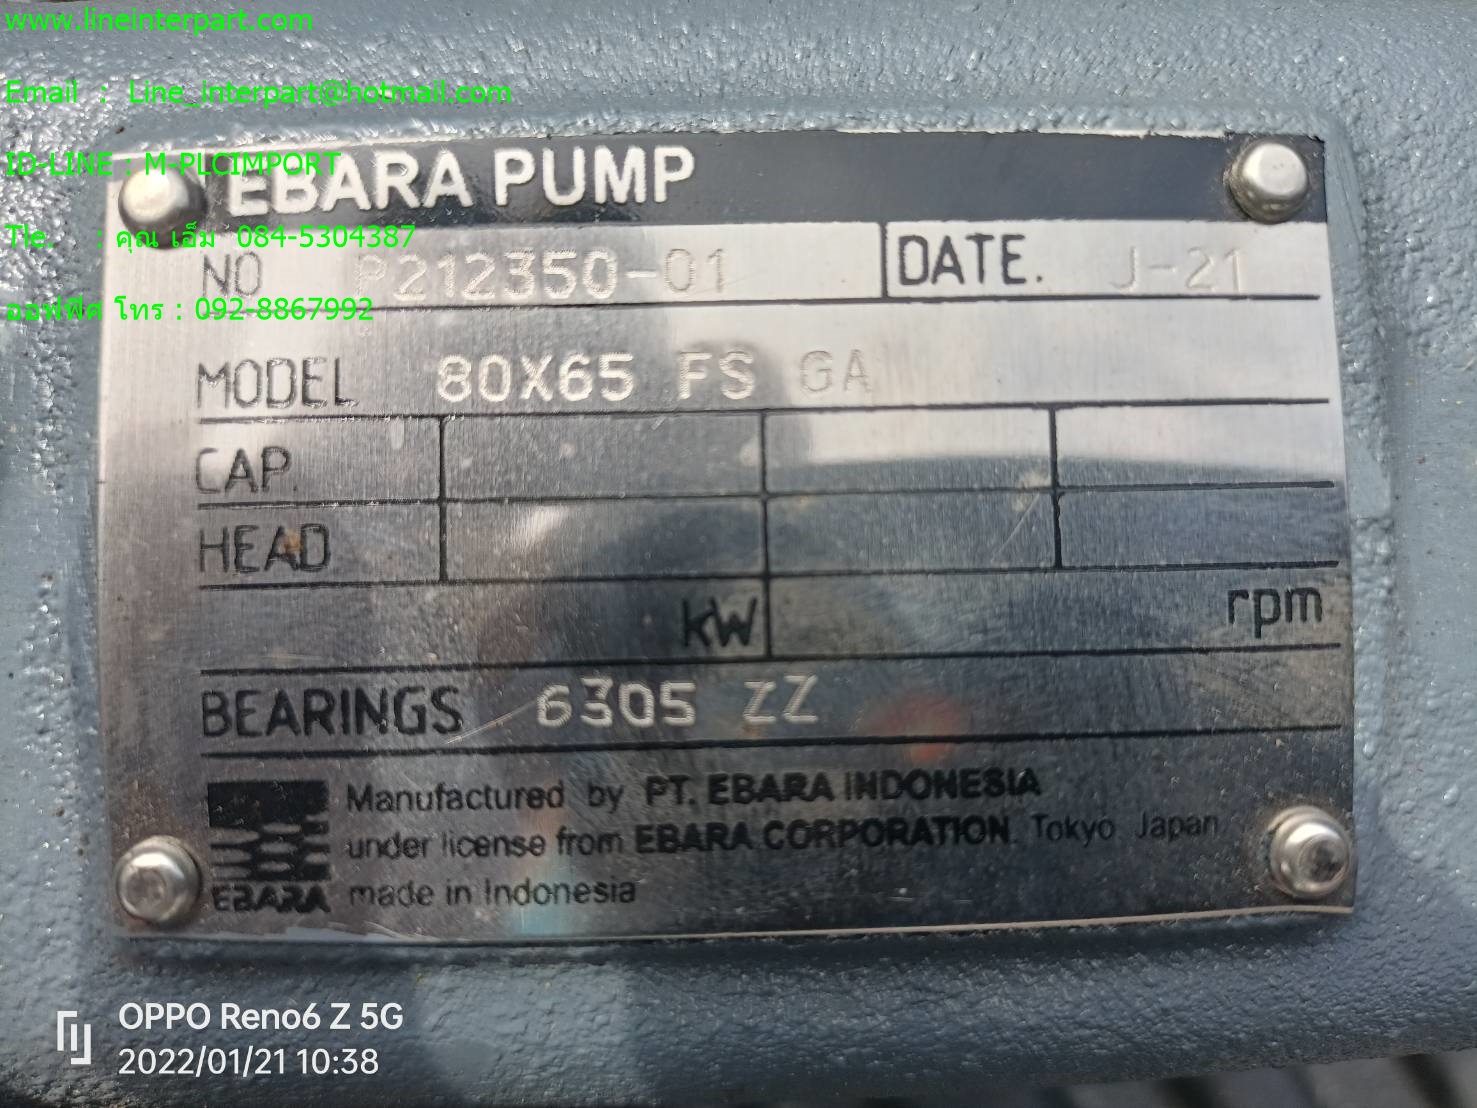 www.lineinterpart.com
Email : Line_interpart@hotmail.com
ID-LINE : M-PLCIMPORT
Tle. : คุณ เอ็ม 084-5304387
ออฟฟิศ โทร : 092-8867992
EBARA PUMP
NO P212350-01 DATE. J-21
MODEL 80X65 FS GA
CAP.
HEAD
kW rpm
BEARINGS 6305 ZZ
Manufactured by PT. EBARA INDONESIA
under license from EBARA CORPORATION. Tokyo Japan
EBARA made in Indonesia
OPPO Reno6 Z 5G
2022/01/21 10:38